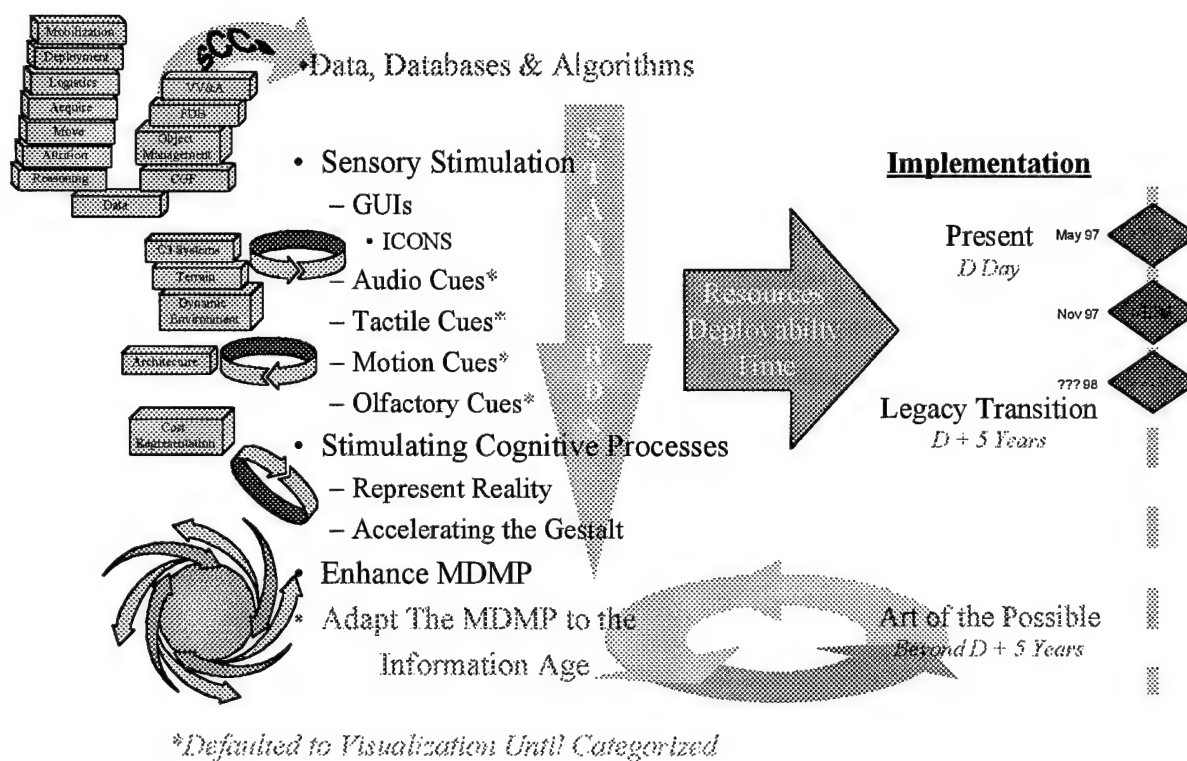 Mobilization
Deployment
Logistics
Acquire
Move
Attrition
Reasoning
SCCs
VV&A
FDB
Object
Management
CGF
Data
•Data, Databases & Algorithms
STANDARDS
• Sensory Stimulation
– GUIs
• ICONS
– Audio Cues*
– Tactile Cues*
– Motion Cues*
– Olfactory Cues*
• Stimulating Cognitive Processes
– Represent Reality
– Accelerating the Gestalt
• Enhance MDMP
* Adapt The MDMP to the
Information Age
C4 Systems
Terrain
Dynamic
Environment
Architecture
Cost
Representation
Resources
Deployability
Time
Implementation
Present
D Day
May 97
Nov 97
??? 98
Legacy Transition
D + 5 Years
Art of the Possible
Beyond D + 5 Years
*Defaulted to Visualization Until Categorized